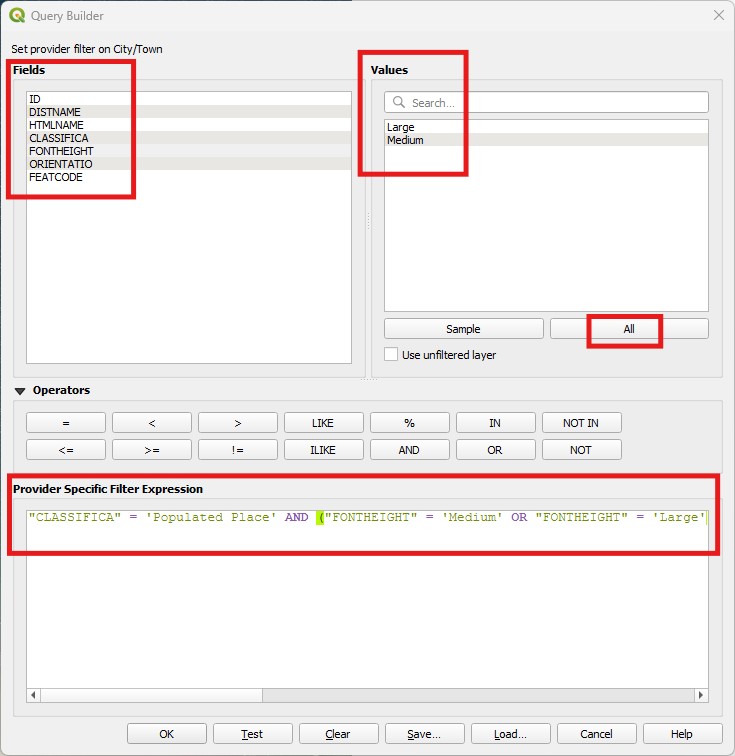 Query Builder
Set provider filter on City/Town
Fields
ID
DISTNAME
HTMLNAME
CLASSIFICA
FONTHEIGHT
ORIENTATIO
FEATCODE
Values
Search...
Large
Medium
Sample
All
Use unfiltered layer
Operators
= < > LIKE % IN NOT IN
<= >= != ILIKE AND OR NOT
Provider Specific Filter Expression
"CLASSIFICA" = 'Populated Place' AND ("FONTHEIGHT" = 'Medium' OR "FONTHEIGHT" = 'Large'
OK Test Clear Save... Load... Cancel Help